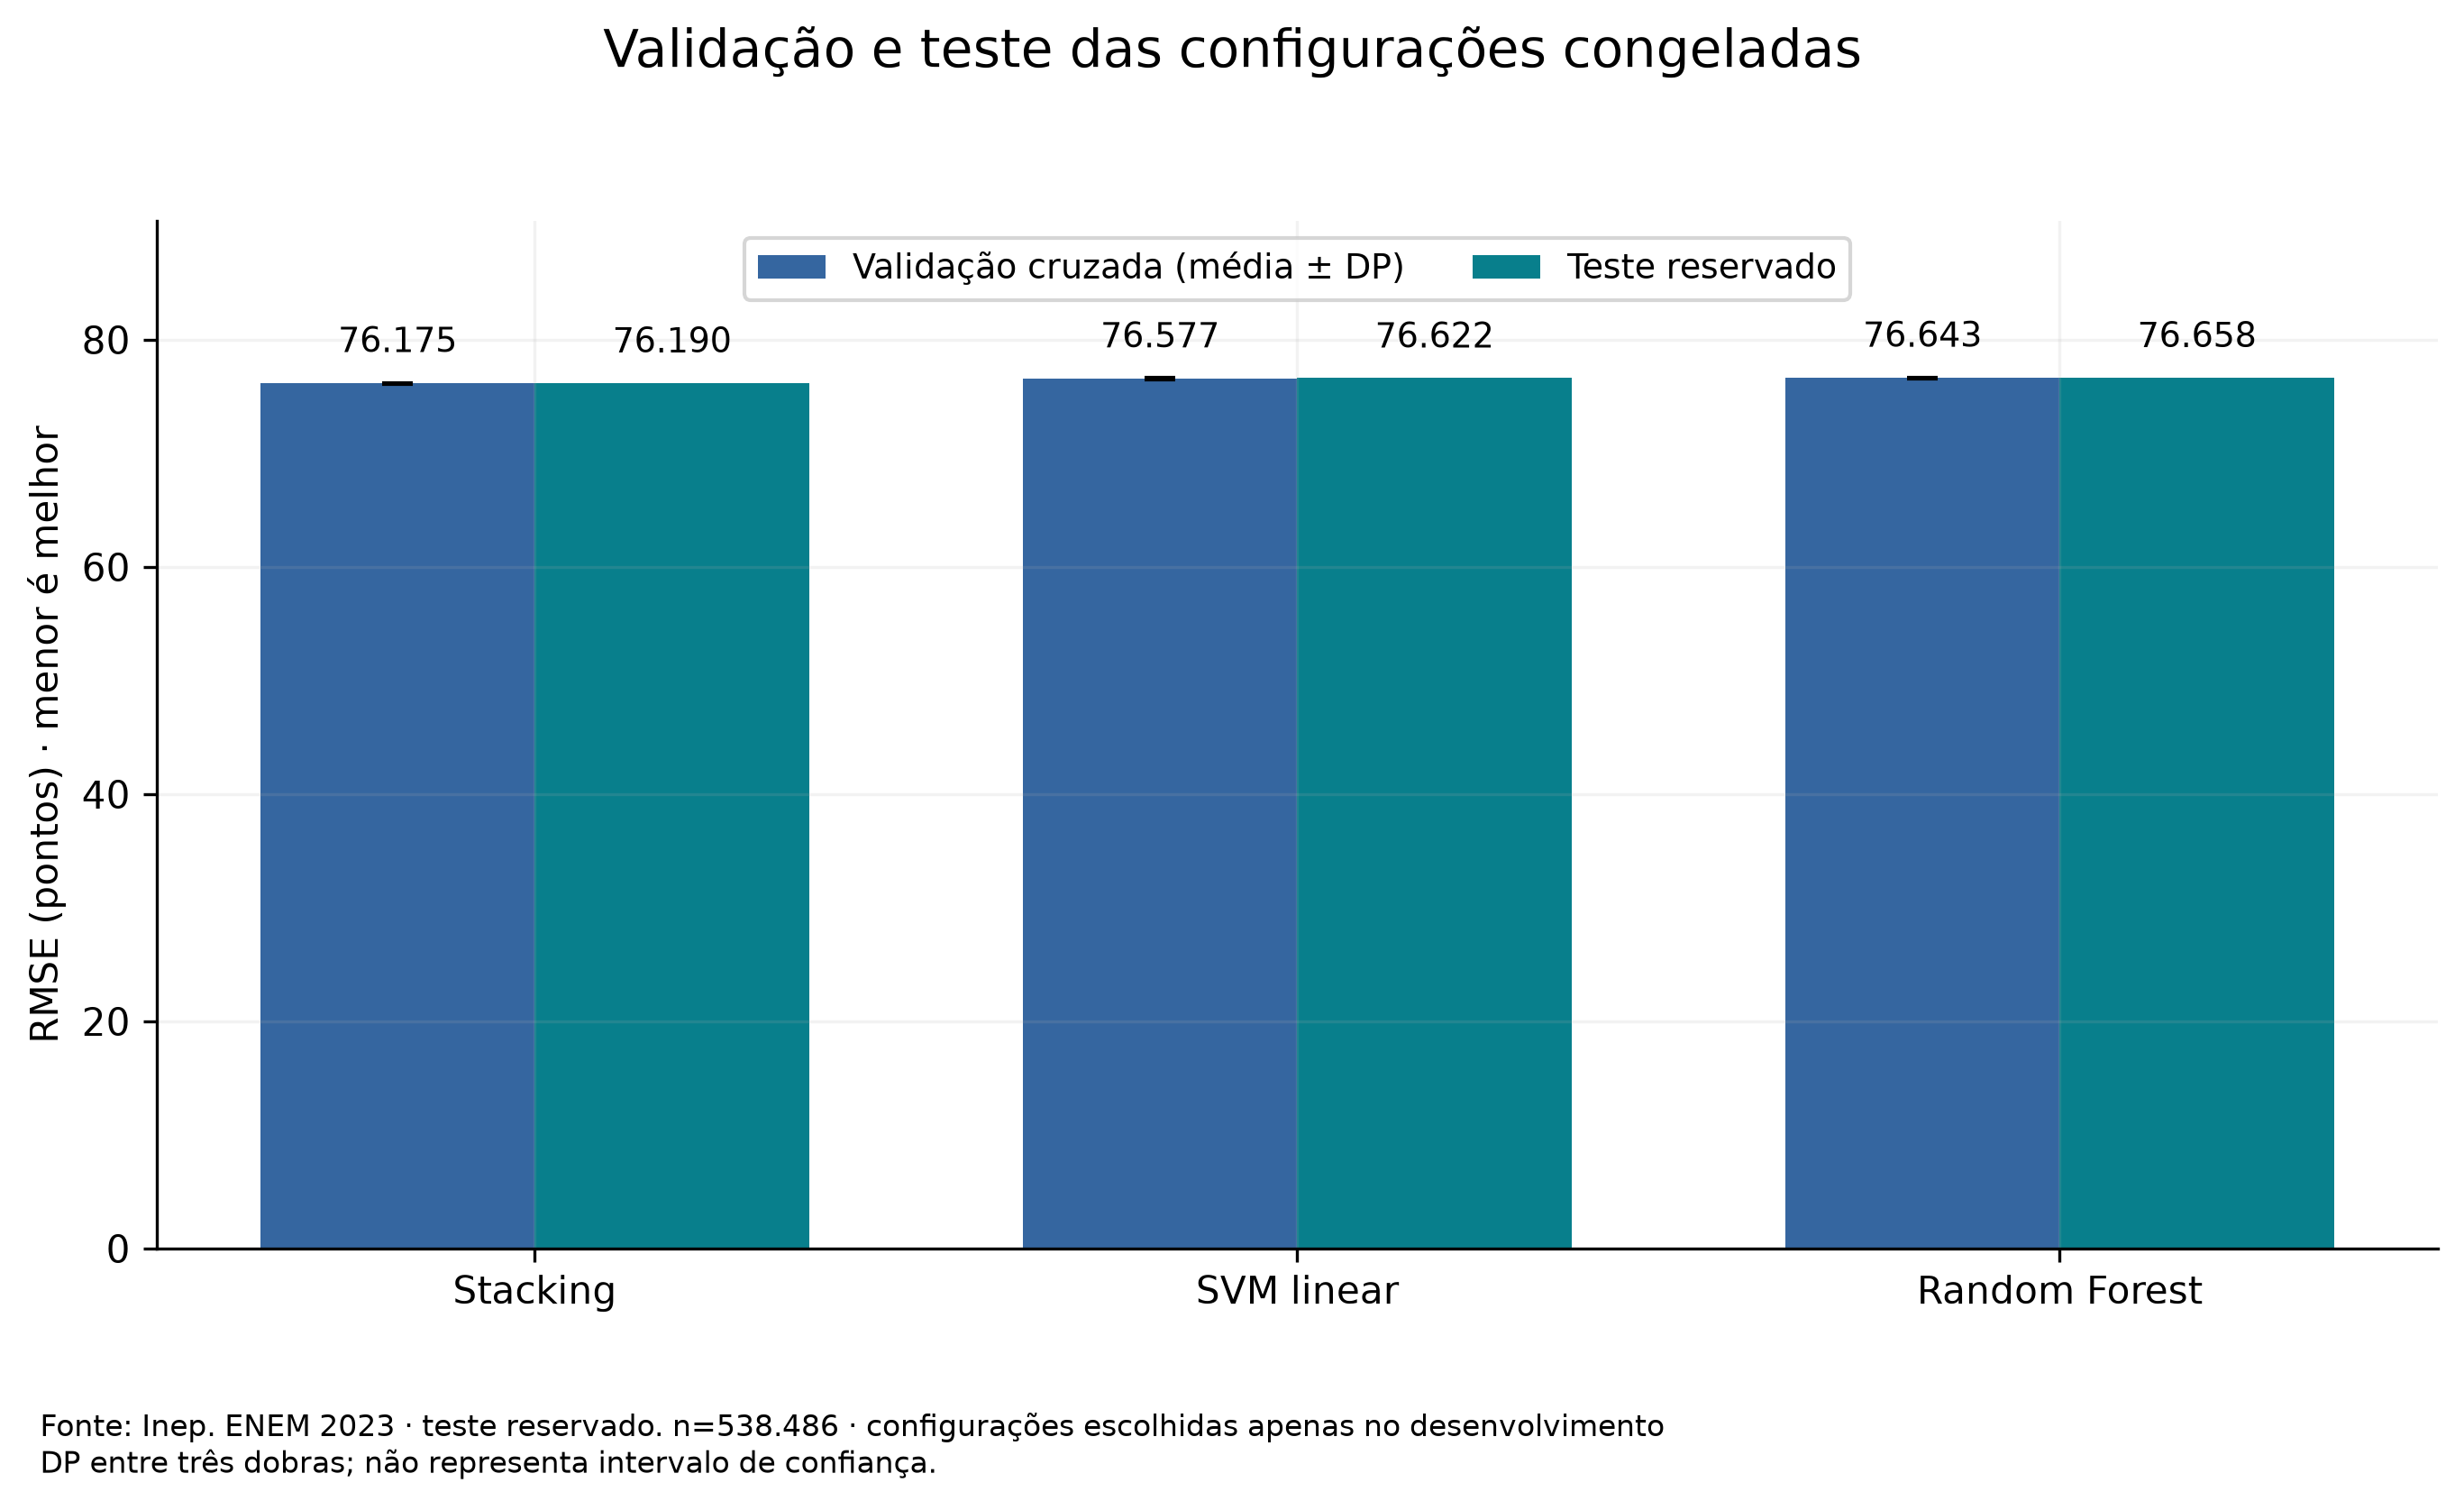 Validação e teste das configurações congeladas
Validação cruzada (média ± DP)
Teste reservado
RMSE (pontos) · menor é melhor
80
60
40
20
0
76.175
76.190
76.577
76.622
76.643
76.658
Stacking
SVM linear
Random Forest
Fonte: Inep. ENEM 2023 · teste reservado. n=538.486 · configurações escolhidas apenas no desenvolvimento
DP entre três dobras; não representa intervalo de confiança.